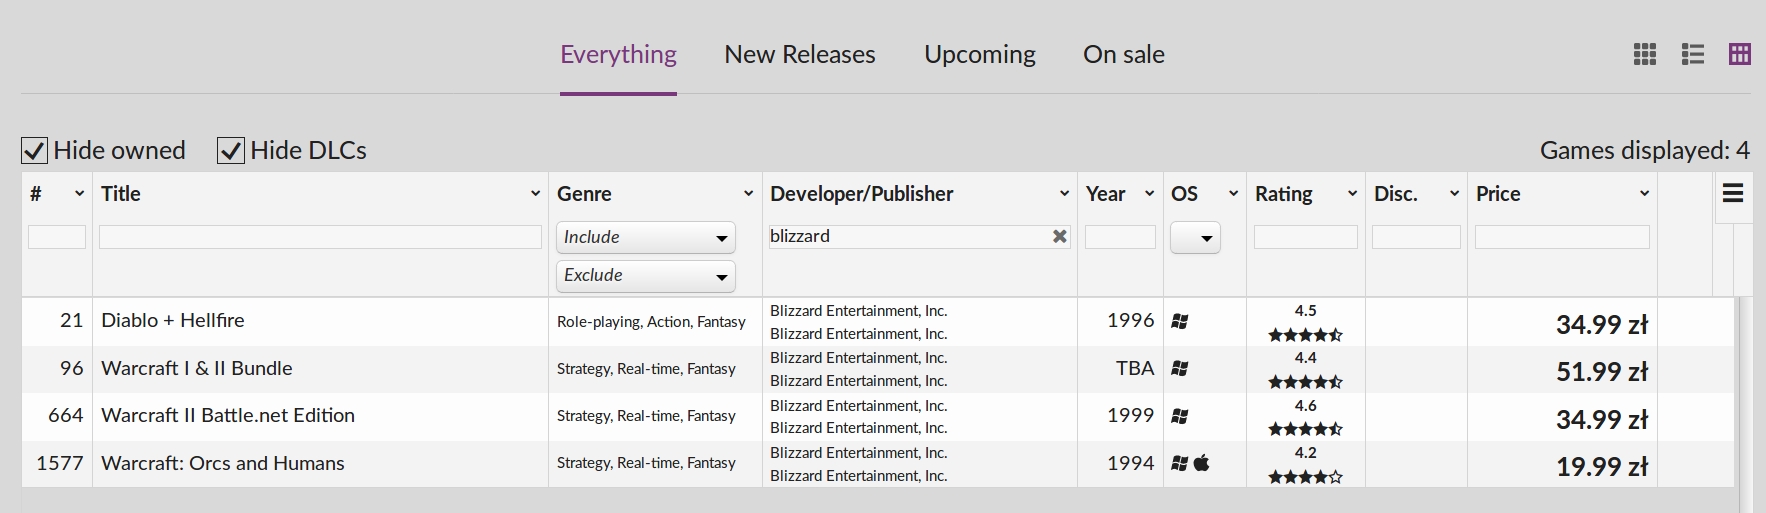 Everything New Releases Upcoming On sale
Hide owned Hide DLCs Games displayed: 4
# Title Genre Developer/Publisher Year OS Rating Disc. Price
Include blizzard
Exclude
21 Diablo + Hellfire Role-playing, Action, Fantasy Blizzard Entertainment, Inc. Blizzard Entertainment, Inc. 1996 4.5 34.99 zł
96 Warcraft I & II Bundle Strategy, Real-time, Fantasy Blizzard Entertainment, Inc. Blizzard Entertainment, Inc. TBA 4.4 51.99 zł
664 Warcraft II Battle.net Edition Strategy, Real-time, Fantasy Blizzard Entertainment, Inc. Blizzard Entertainment, Inc. 1999 4.6 34.99 zł
1577 Warcraft: Orcs and Humans Strategy, Real-time, Fantasy Blizzard Entertainment, Inc. Blizzard Entertainment, Inc. 1994 4.2 19.99 zł